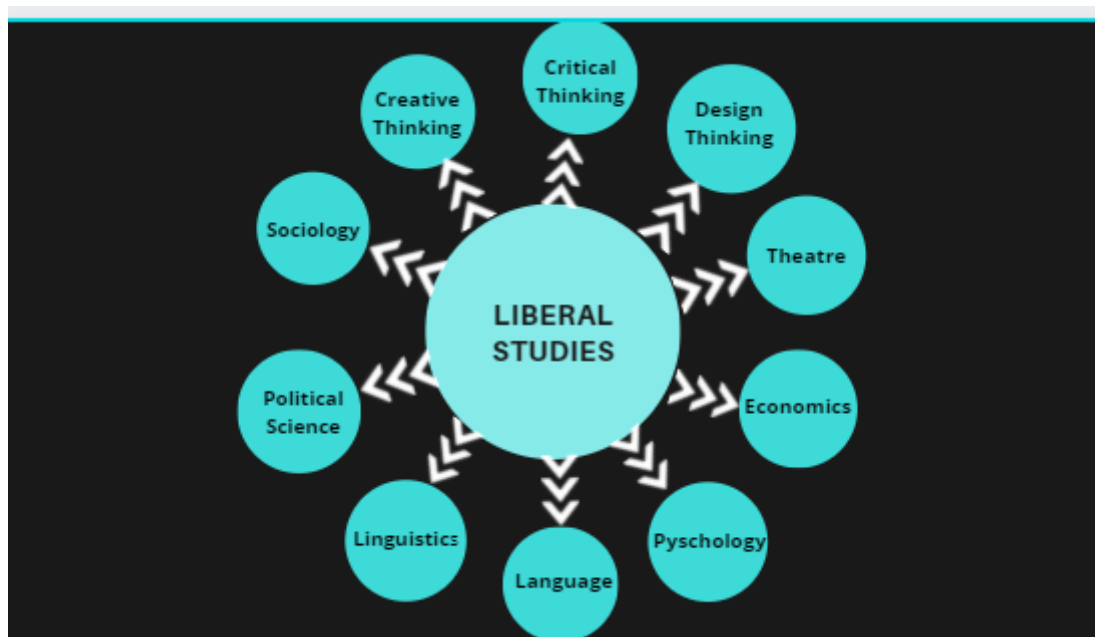 Critical
Thinking
Design
Thinking
Theatre
Economics
Pyschology
Language
Linguistics
Political
Science
Sociology
Creative
Thinking
LIBERAL
STUDIES